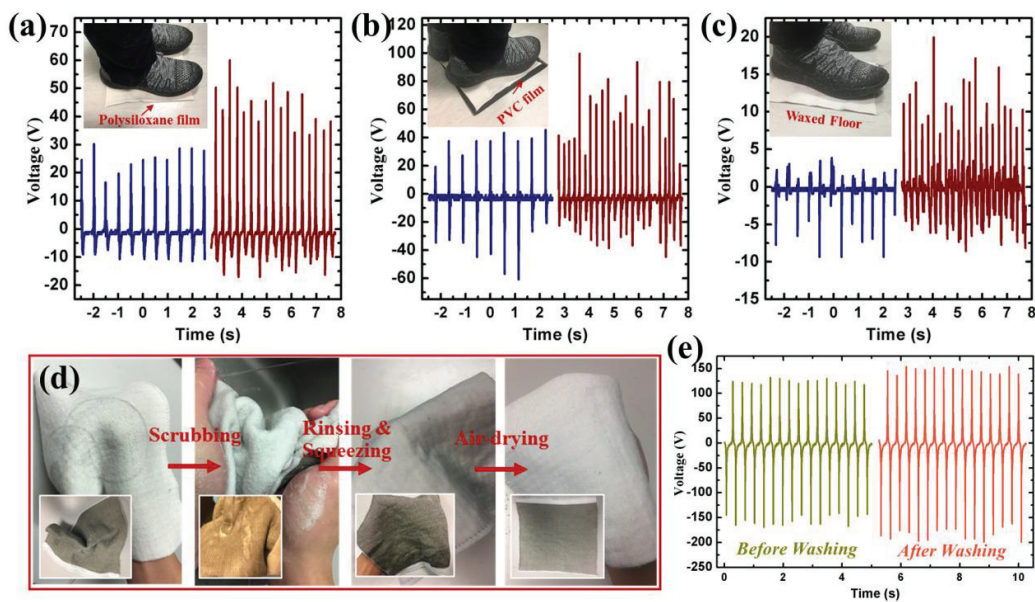 (a)
70
60
50
40
30
20
10
0
-10
-20
Voltage (V)
Polysiloxane film
-2 -1 0 1 2 3 4 5 6 7 8
Time (s)
(b)
120
100
80
60
40
20
0
-20
-40
-60
Voltage (V)
PVC film
-2 -1 0 1 2 3 4 5 6 7 8
Time (s)
(c)
20
15
10
5
0
-5
-10
-15
Voltage (V)
Waxed Floor
-2 -1 0 1 2 3 4 5 6 7 8
Time (s)
(d)
Scrubbing
Rinsing &
Squeezing
Air-drying
(e)
150
100
50
0
-50
-100
-150
-200
-250
Voltage (V)
Before Washing
After Washing
0 2 4 6 8 10
Time (s)